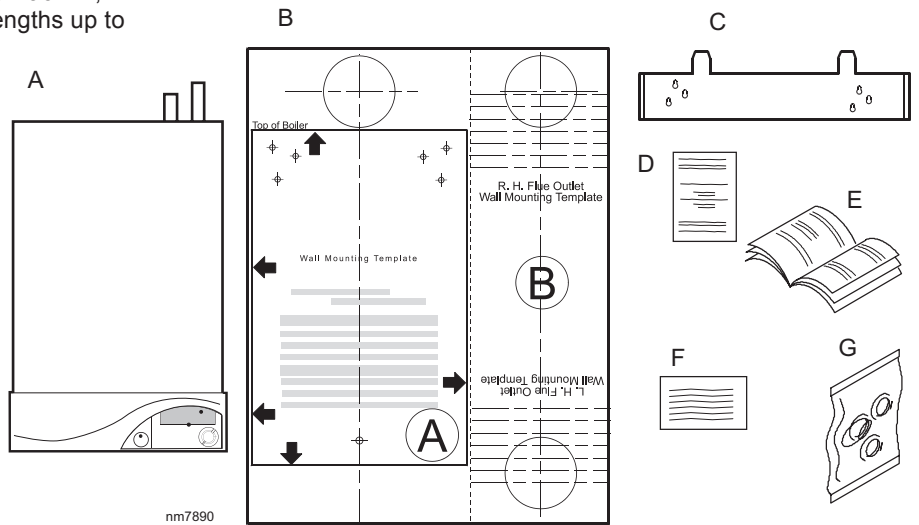 engths up to
A
B
C
Top of Boiler
R. H. Flue Outlet
Wall Mounting Template
Wall Mounting Template
B
L. H. Flue Outlet
Wall Mounting Template
A
D
E
F
G
nm7890